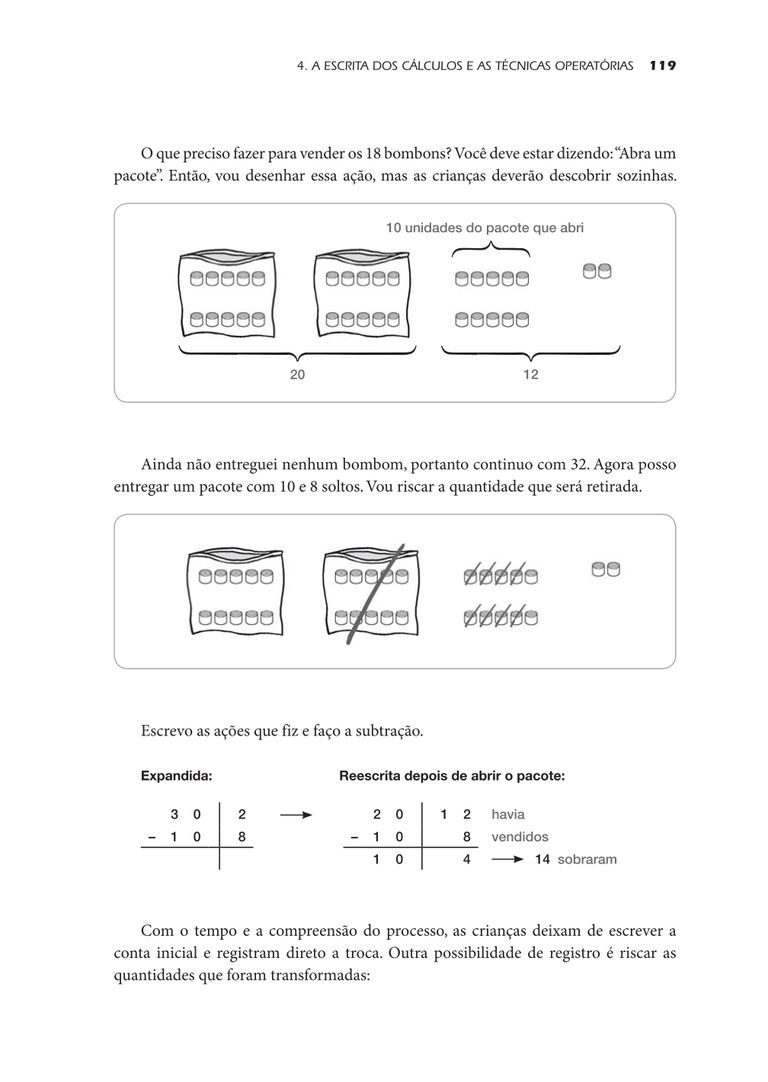 4. A ESCRITA DOS CÁLCULOS E AS TÉCNICAS OPERATÓRIAS 119
O que preciso fazer para vender os 18 bombons? Você deve estar dizendo: “Abra um
pacote”. Então, vou desenhar essa ação, mas as crianças deverão descobrir sozinhas.
10 unidades do pacote que abri
20 12
Ainda não entreguei nenhum bombom, portanto continuo com 32. Agora posso
entregar um pacote com 10 e 8 soltos. Vou riscar a quantidade que será retirada.
Escrevo as ações que fiz e faço a subtração.
Expandida: Reescrita depois de abrir o pacote:
3 0 2 2 0 1 2 havia
– 1 0 8 – 1 0 8 vendidos
1 0 4 14 sobraram
Com o tempo e a compreensão do processo, as crianças deixam de escrever a
conta inicial e registram direto a troca. Outra possibilidade de registro é riscar as
quantidades que foram transformadas: